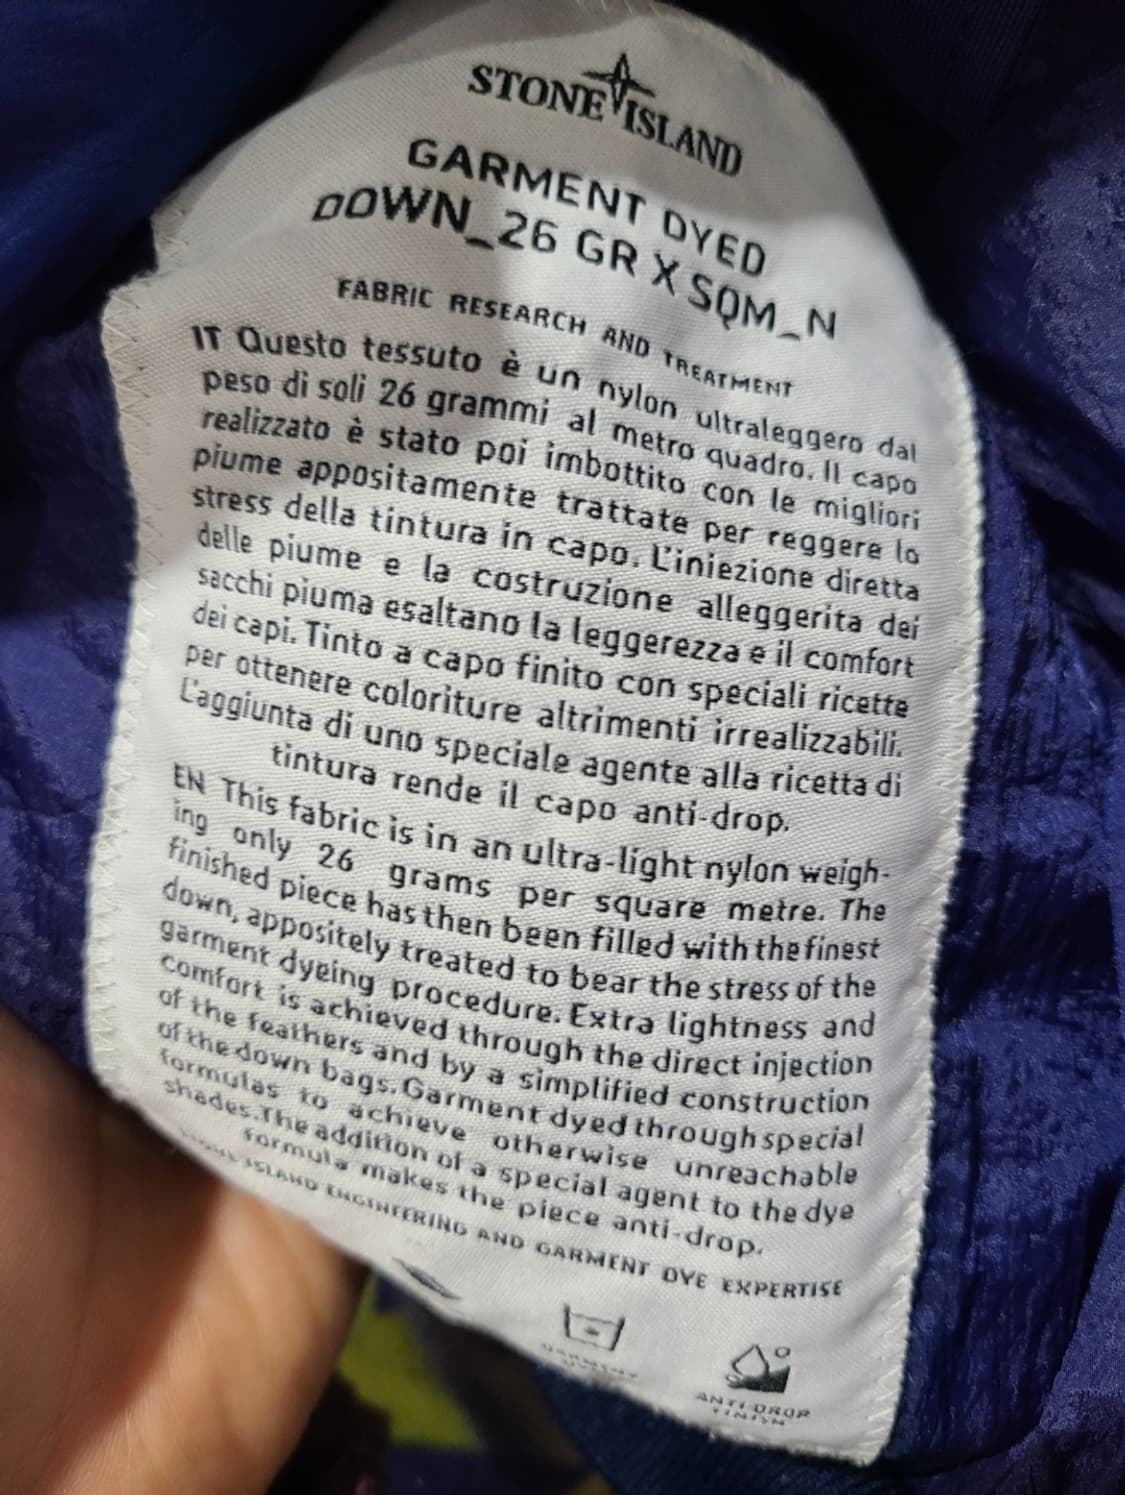 STONE ISLAND
GARMENT DYED
DOWN_26 GR X SQM_N
FABRIC RESEARCH AND TREATMENT
IT Questo tessuto è un nylon ultraleggero dal
peso di soli 26 grammi al metro quadro. Il capo
realizzato è stato poi imbottito con le migliori
piume appositamente trattate per reggere lo
stress della tintura in capo. L'iniezione diretta
delle piume e la costruzione alleggerita dei
sacchi piuma esaltano la leggerezza e il comfort
dei capi. Tinto a capo finito con speciali ricette
per ottenere coloriture altrimenti irrealizzabili.
L'aggiunta di uno speciale agente alla ricetta di
tintura rende il capo anti-drop.
EN This fabric is in an ultra-light nylon weigh-
ing only 26 grams per square metre. The
finished piece has then been filled with the finest
down, appositely treated to bear the stress of the
garment dyeing procedure. Extra lightness and
comfort is achieved through the direct injection
of the feathers and by a simplified construction
of the down bags. Garment dyed through special
formulas to achieve otherwise unreachable
shades. The addition of a special agent to the dye
formula makes the piece anti-drop.
STONE ISLAND ENGINEERING AND GARMENT DYE EXPERTISE
GARMENT
ANTI-DROP
FINISH